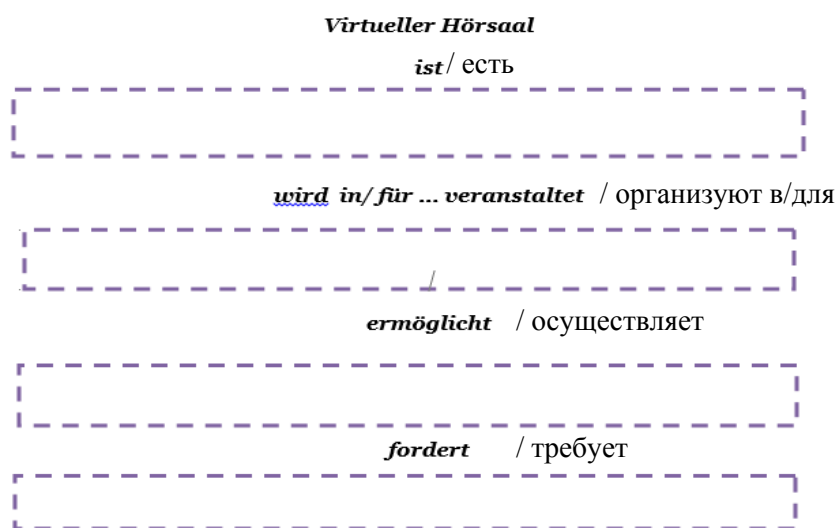 Virtueller Hörsaal
ist / есть
wird in/ für ... veranstaltet / организуют в/для
/
ermöglicht / осуществляет
fordert / требует